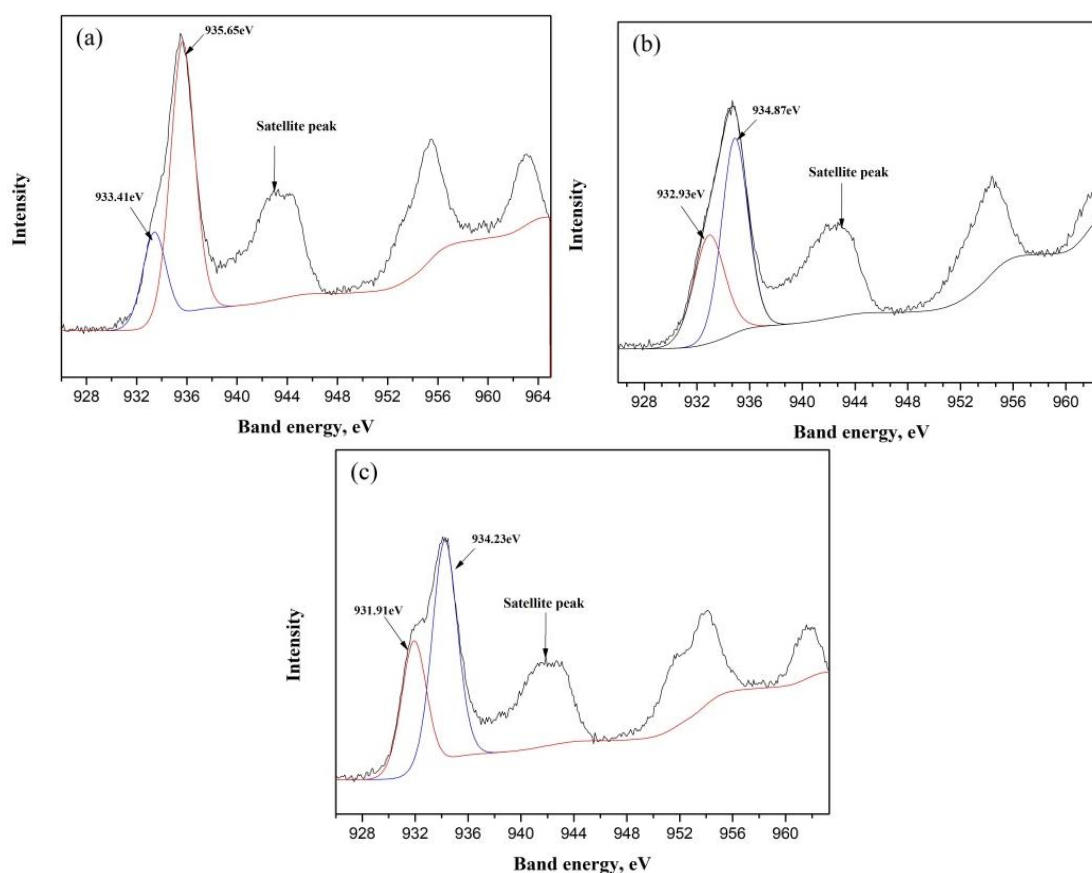 (a)
935.65eV
Satellite peak
933.41eV
Intensity
928 932 936 940 944 948 952 956 960 964
Band energy, eV
(b)
934.87eV
Satellite peak
932.93eV
Intensity
928 932 936 940 944 948 952 956 960
Band energy, eV
(c)
934.23eV
Satellite peak
931.91eV
Intensity
928 932 936 940 944 948 952 956 960
Band energy, eV